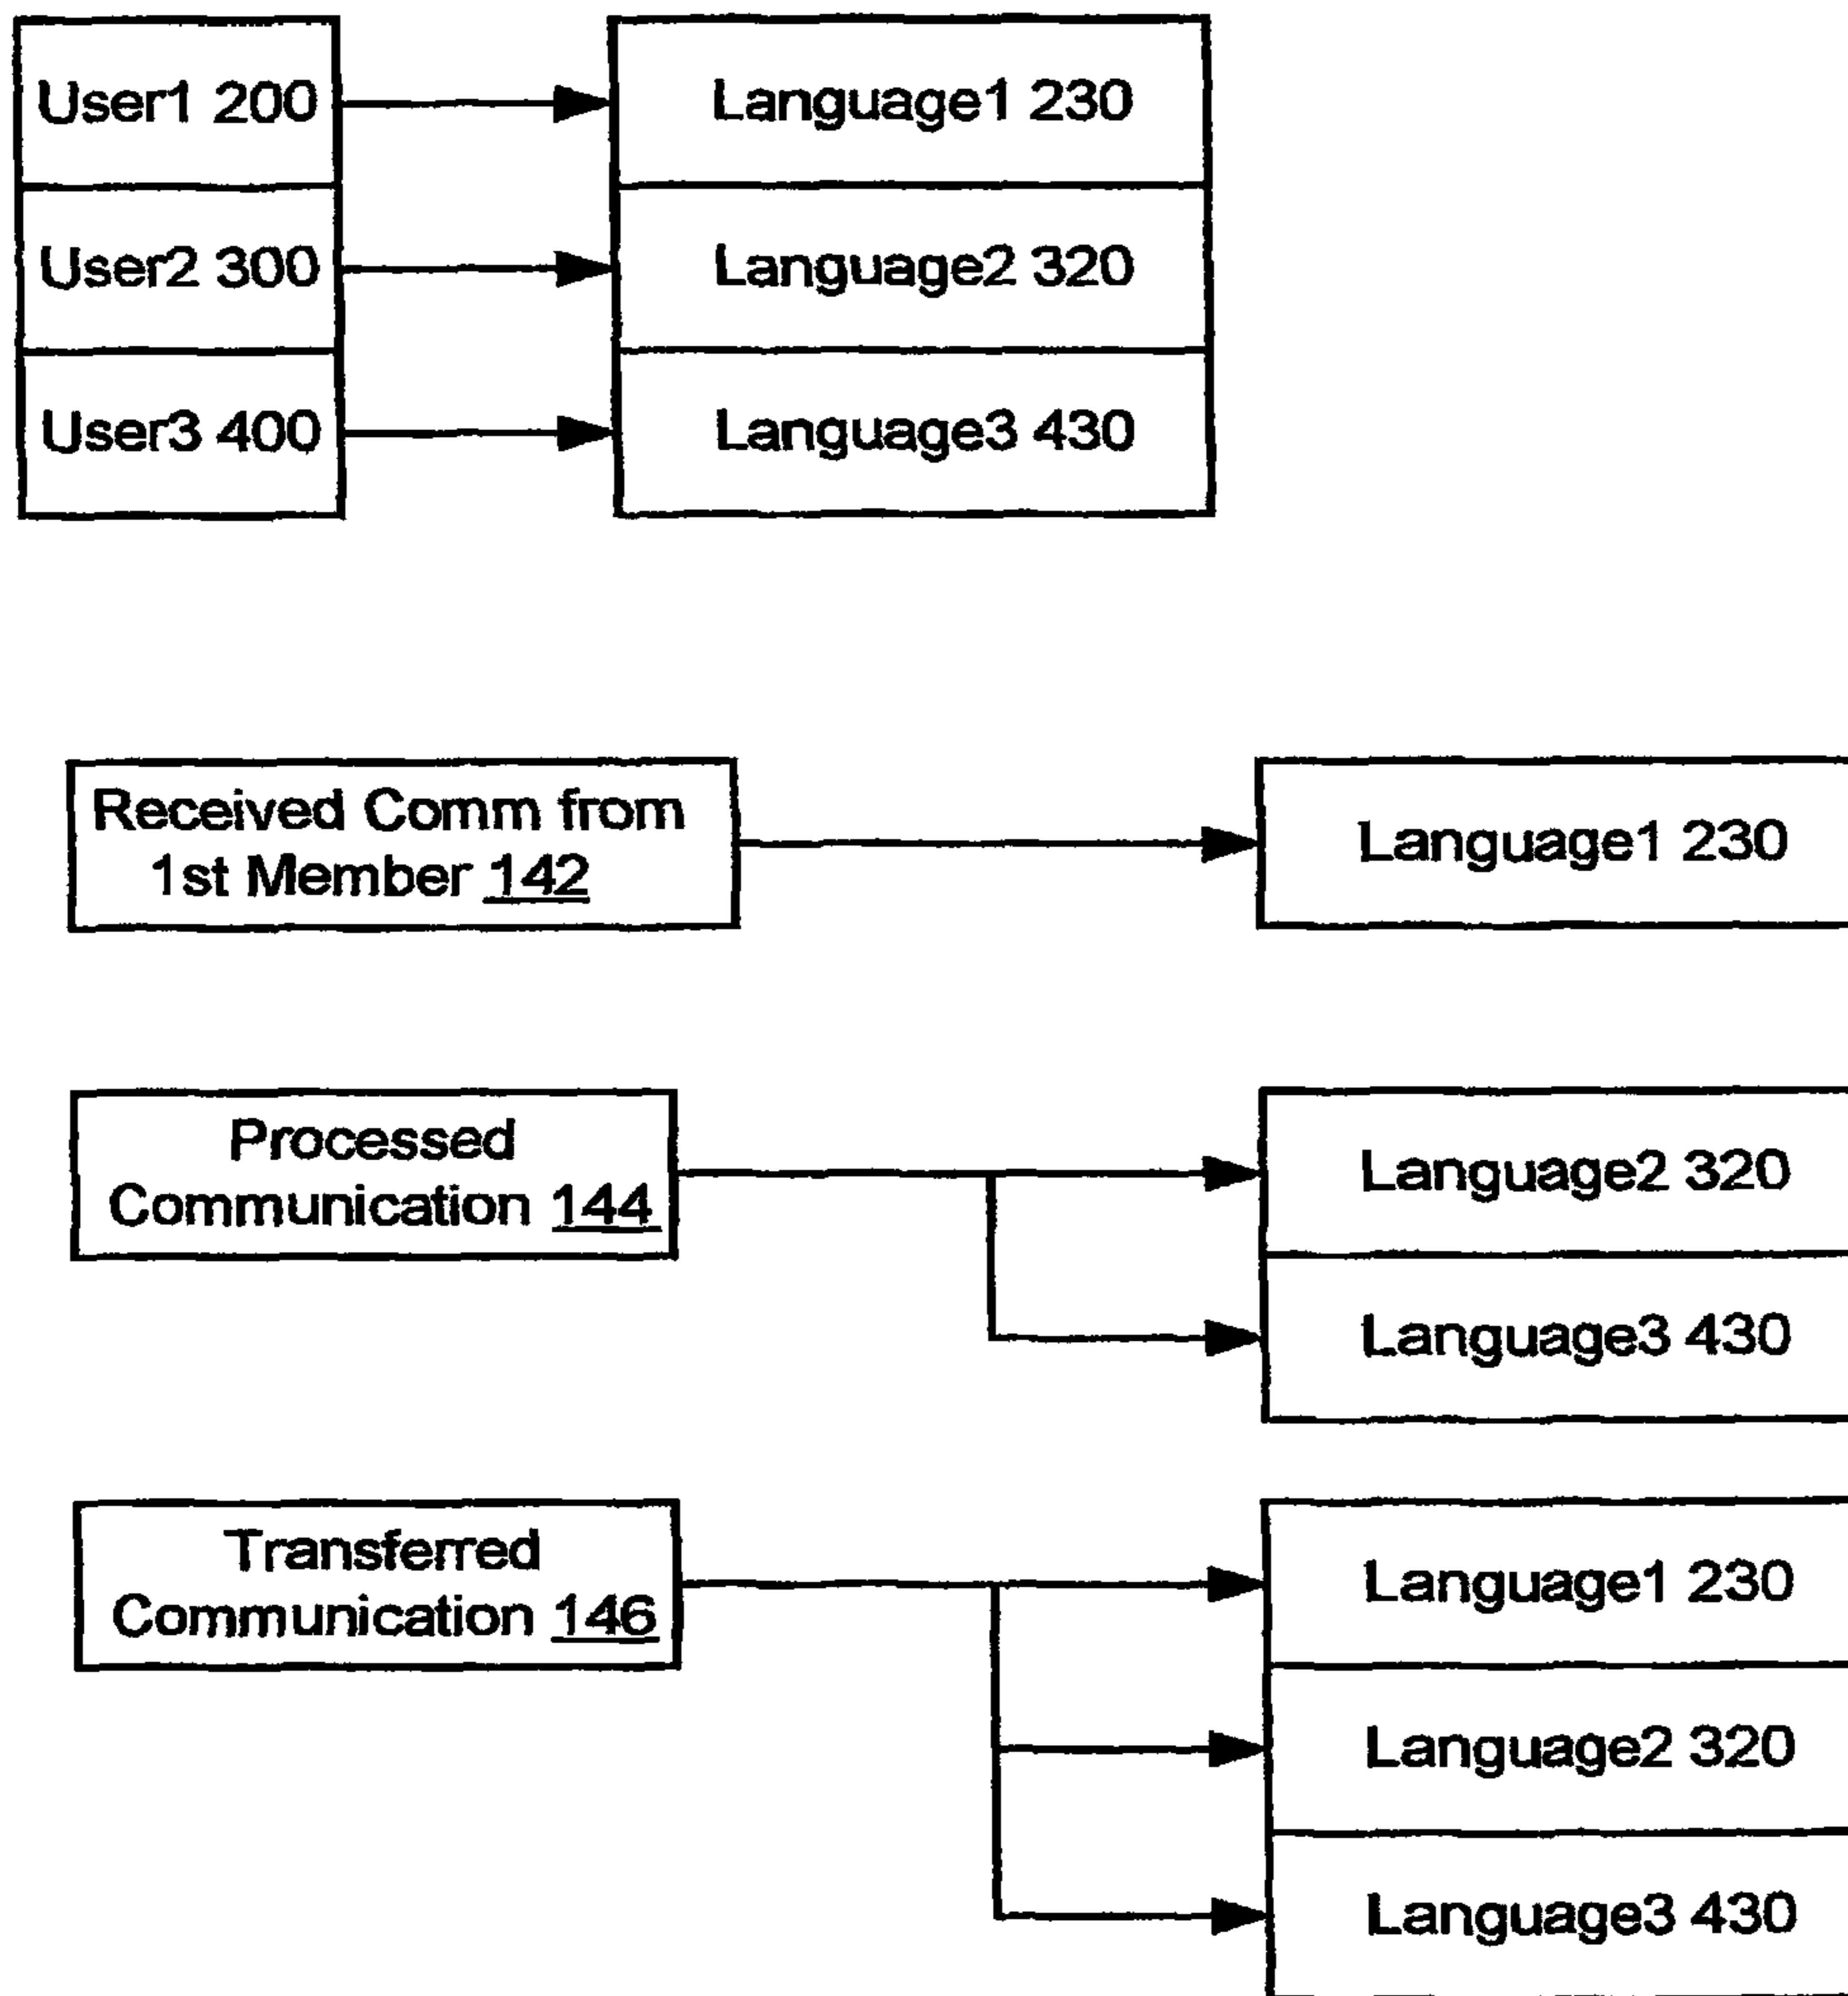 User1 200
Language1 230
User2 300
Language2 320
User3 400
Language3 430
Received Comm from
1st Member 142
Language1 230
Processed
Communication 144
Language2 320
Language3 430
Transferred
Communication 146
Language1 230
Language2 320
Language3 430